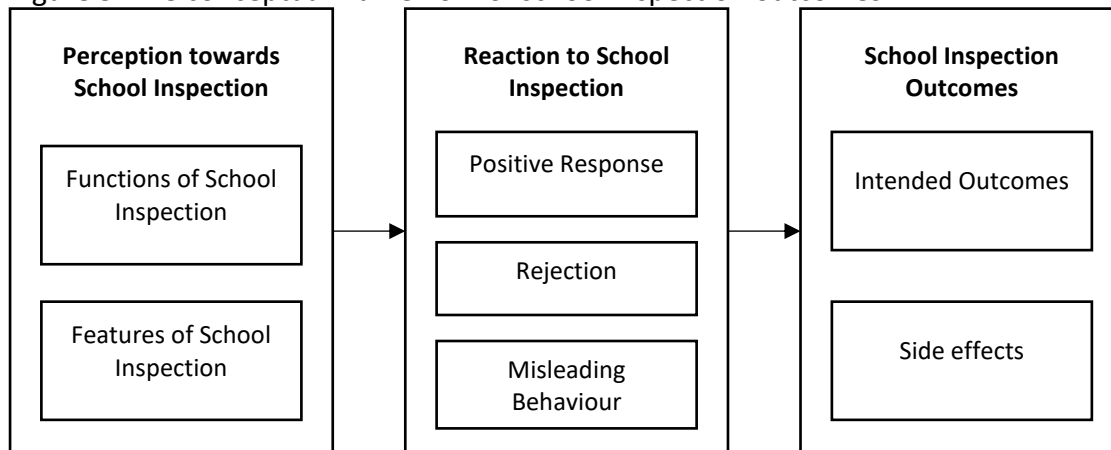 Perception towards
School Inspection
Functions of School
Inspection
Features of School
Inspection
Reaction to School
Inspection
Positive Response
Rejection
Misleading
Behaviour
School Inspection
Outcomes
Intended Outcomes
Side effects